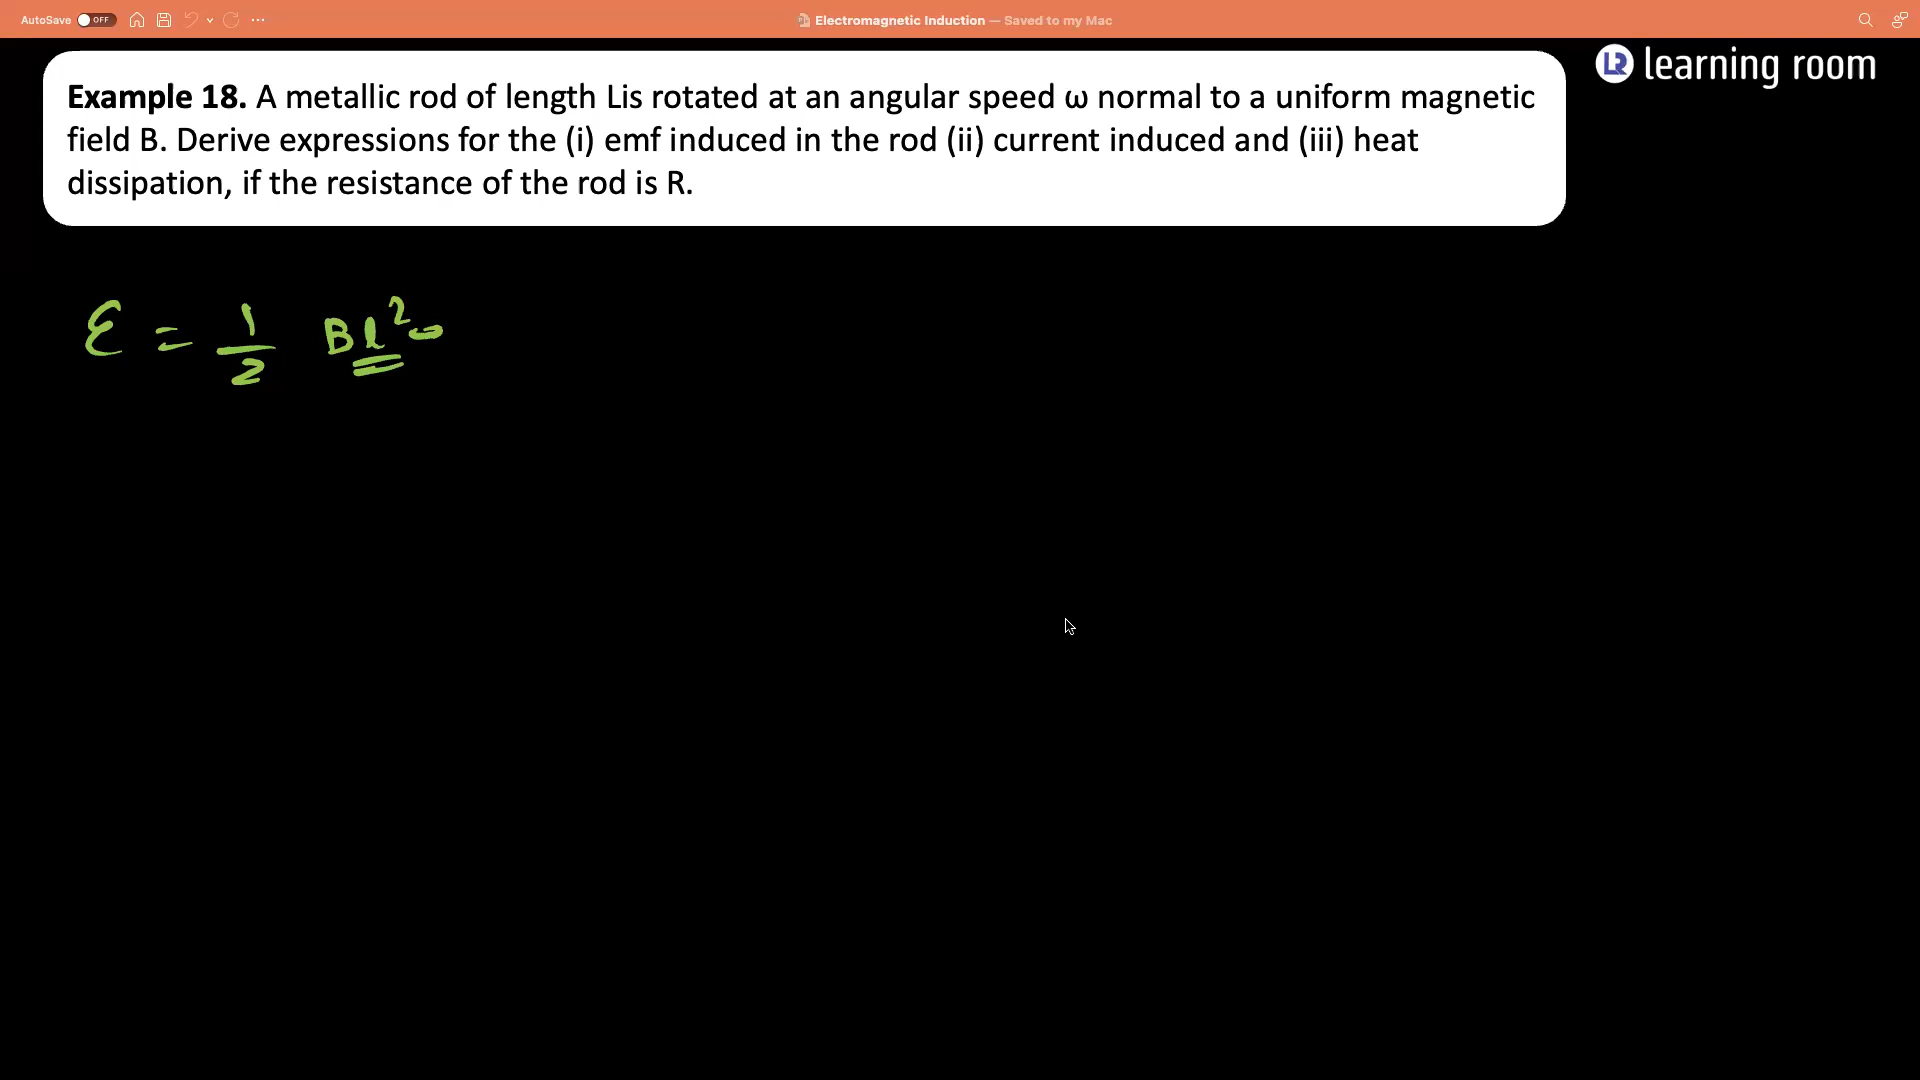 AutoSave OFF
Electromagnetic Induction — Saved to my Mac
learning room
Example 18. A metallic rod of length Lis rotated at an angular speed ω normal to a uniform magnetic
field B. Derive expressions for the (i) emf induced in the rod (ii) current induced and (iii) heat
dissipation, if the resistance of the rod is R.
ℰ = 1/2 Bl²ω